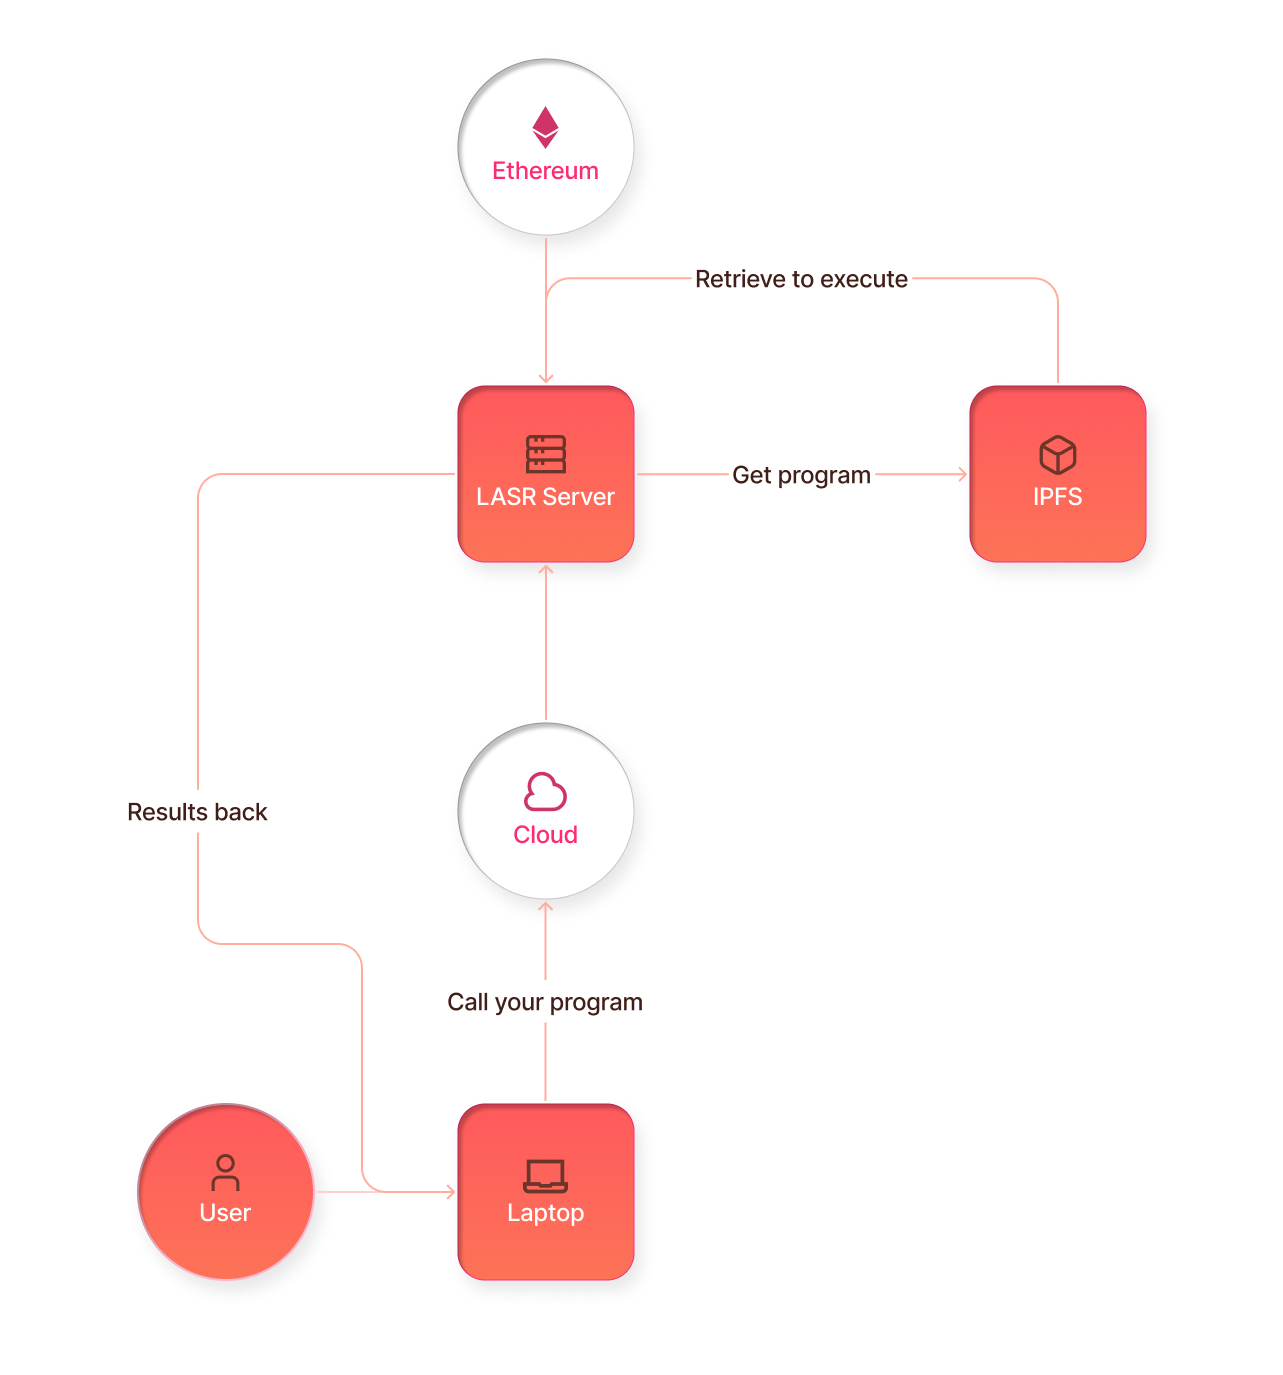 Ethereum
Retrieve to execute
LASR Server
Get program
IPFS
Results back
Cloud
Call your program
User
Laptop